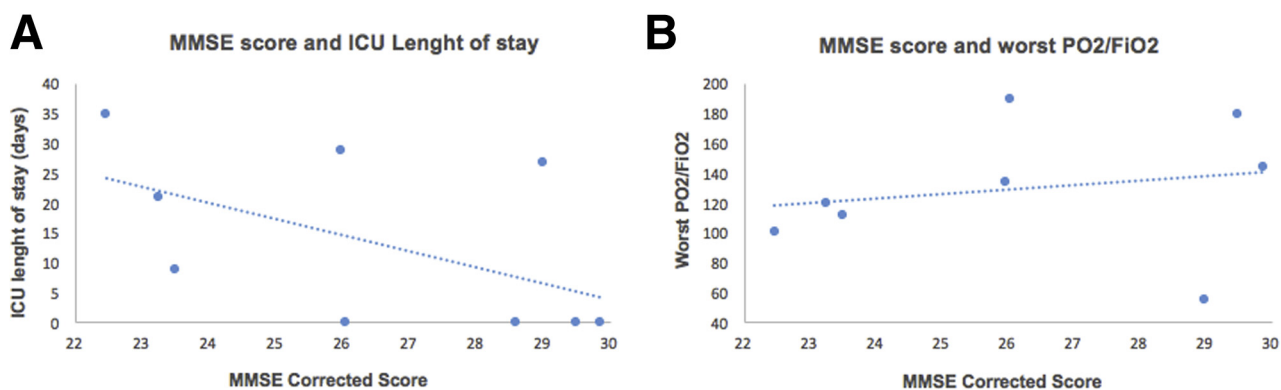 A
MMSE score and ICU Lenght of stay
ICU lenght of stay (days)
40
35
30
25
20
15
10
5
0
22 23 24 25 26 27 28 29 30
MMSE Corrected Score
B
MMSE score and worst PO2/FiO2
Worst PO2/FiO2
200
180
160
140
120
100
80
60
40
22 23 24 25 26 27 28 29 30
MMSE Corrected Score